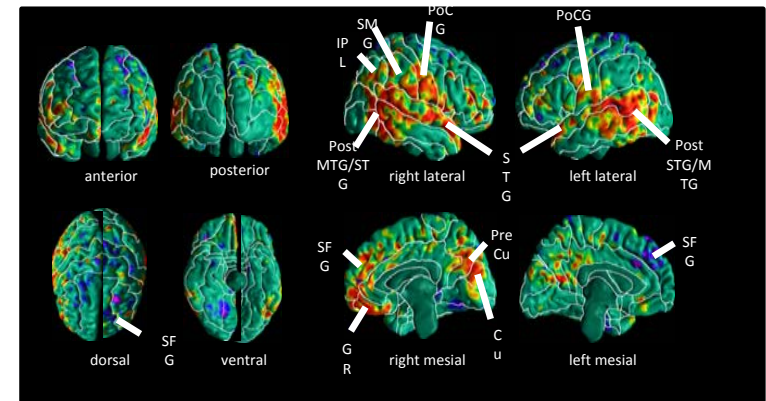 PoC
G
SM
G
IP
L
PoCG
Post
MTG/ST
G
S
T
G
Post
STG/M
TG
anterior
posterior
right lateral
left lateral
SF
G
Pre
Cu
SF
G
SF
G
G
R
C
u
dorsal
ventral
right mesial
left mesial